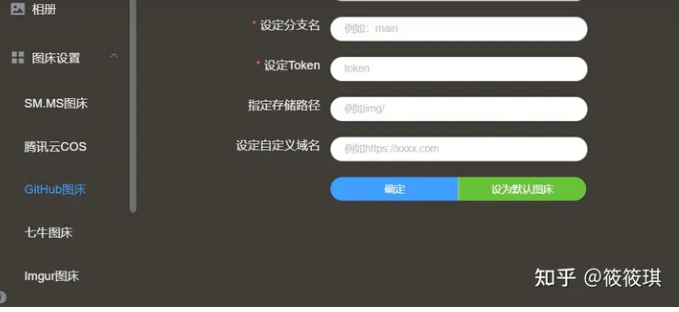 相册
设定分支名
例如：main
图床设置
设定Token
token
SM.MS图床
指定存储路径
例如img/
腾讯云COS
设定自定义域名
例如https://xxxx.com
GitHub图床
确定
设为默认图床
七牛图床
Imgur图床
知乎 @筱筱琪